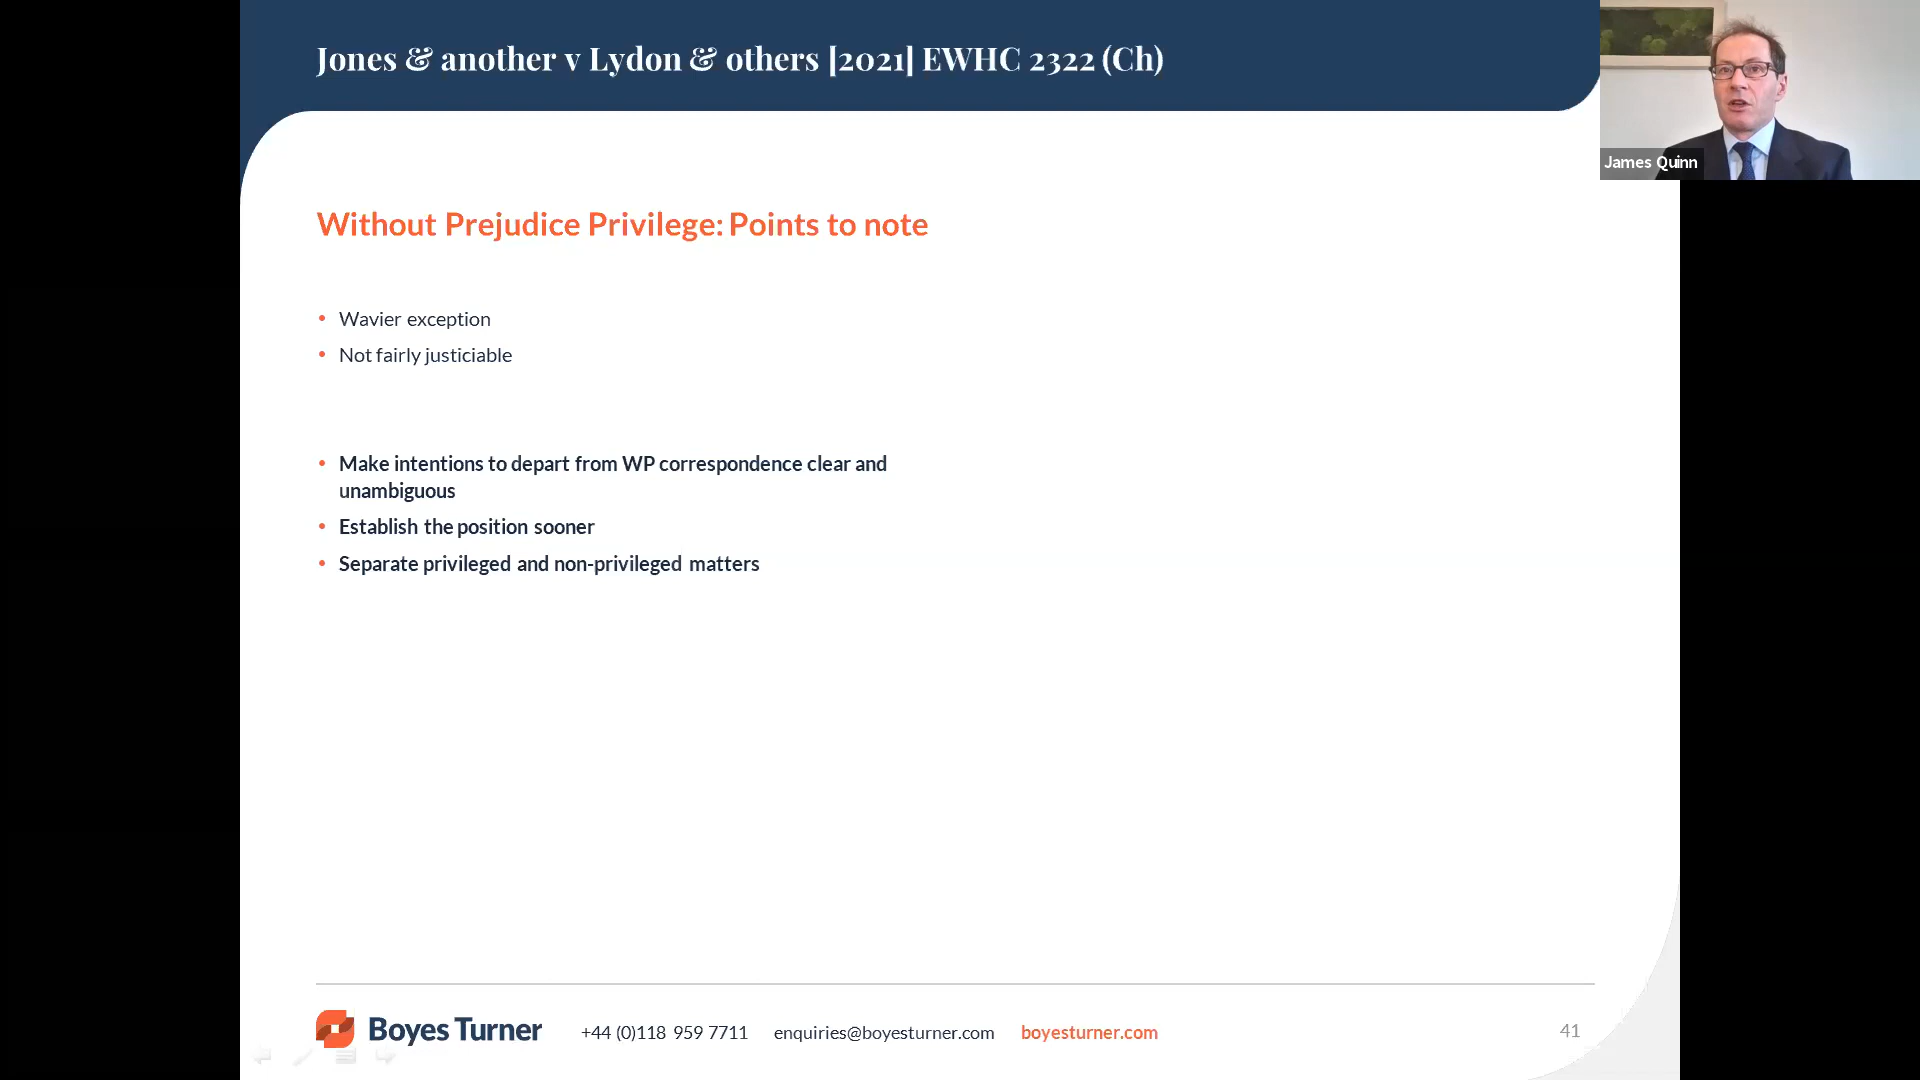 Jones & another v Lydon & others [2021] EWHC 2322 (Ch)
James Quinn
Without Prejudice Privilege: Points to note
• Wavier exception
• Not fairly justiciable
• Make intentions to depart from WP correspondence clear and
unambiguous
• Establish the position sooner
• Separate privileged and non-privileged matters
Boyes Turner +44 (0)118 959 7711 enquiries@boyesturner.com boyesturner.com 41